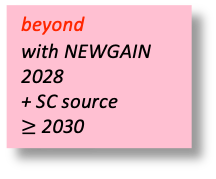 beyond
with NEWGAIN
2028
+ SC source
≥ 2030